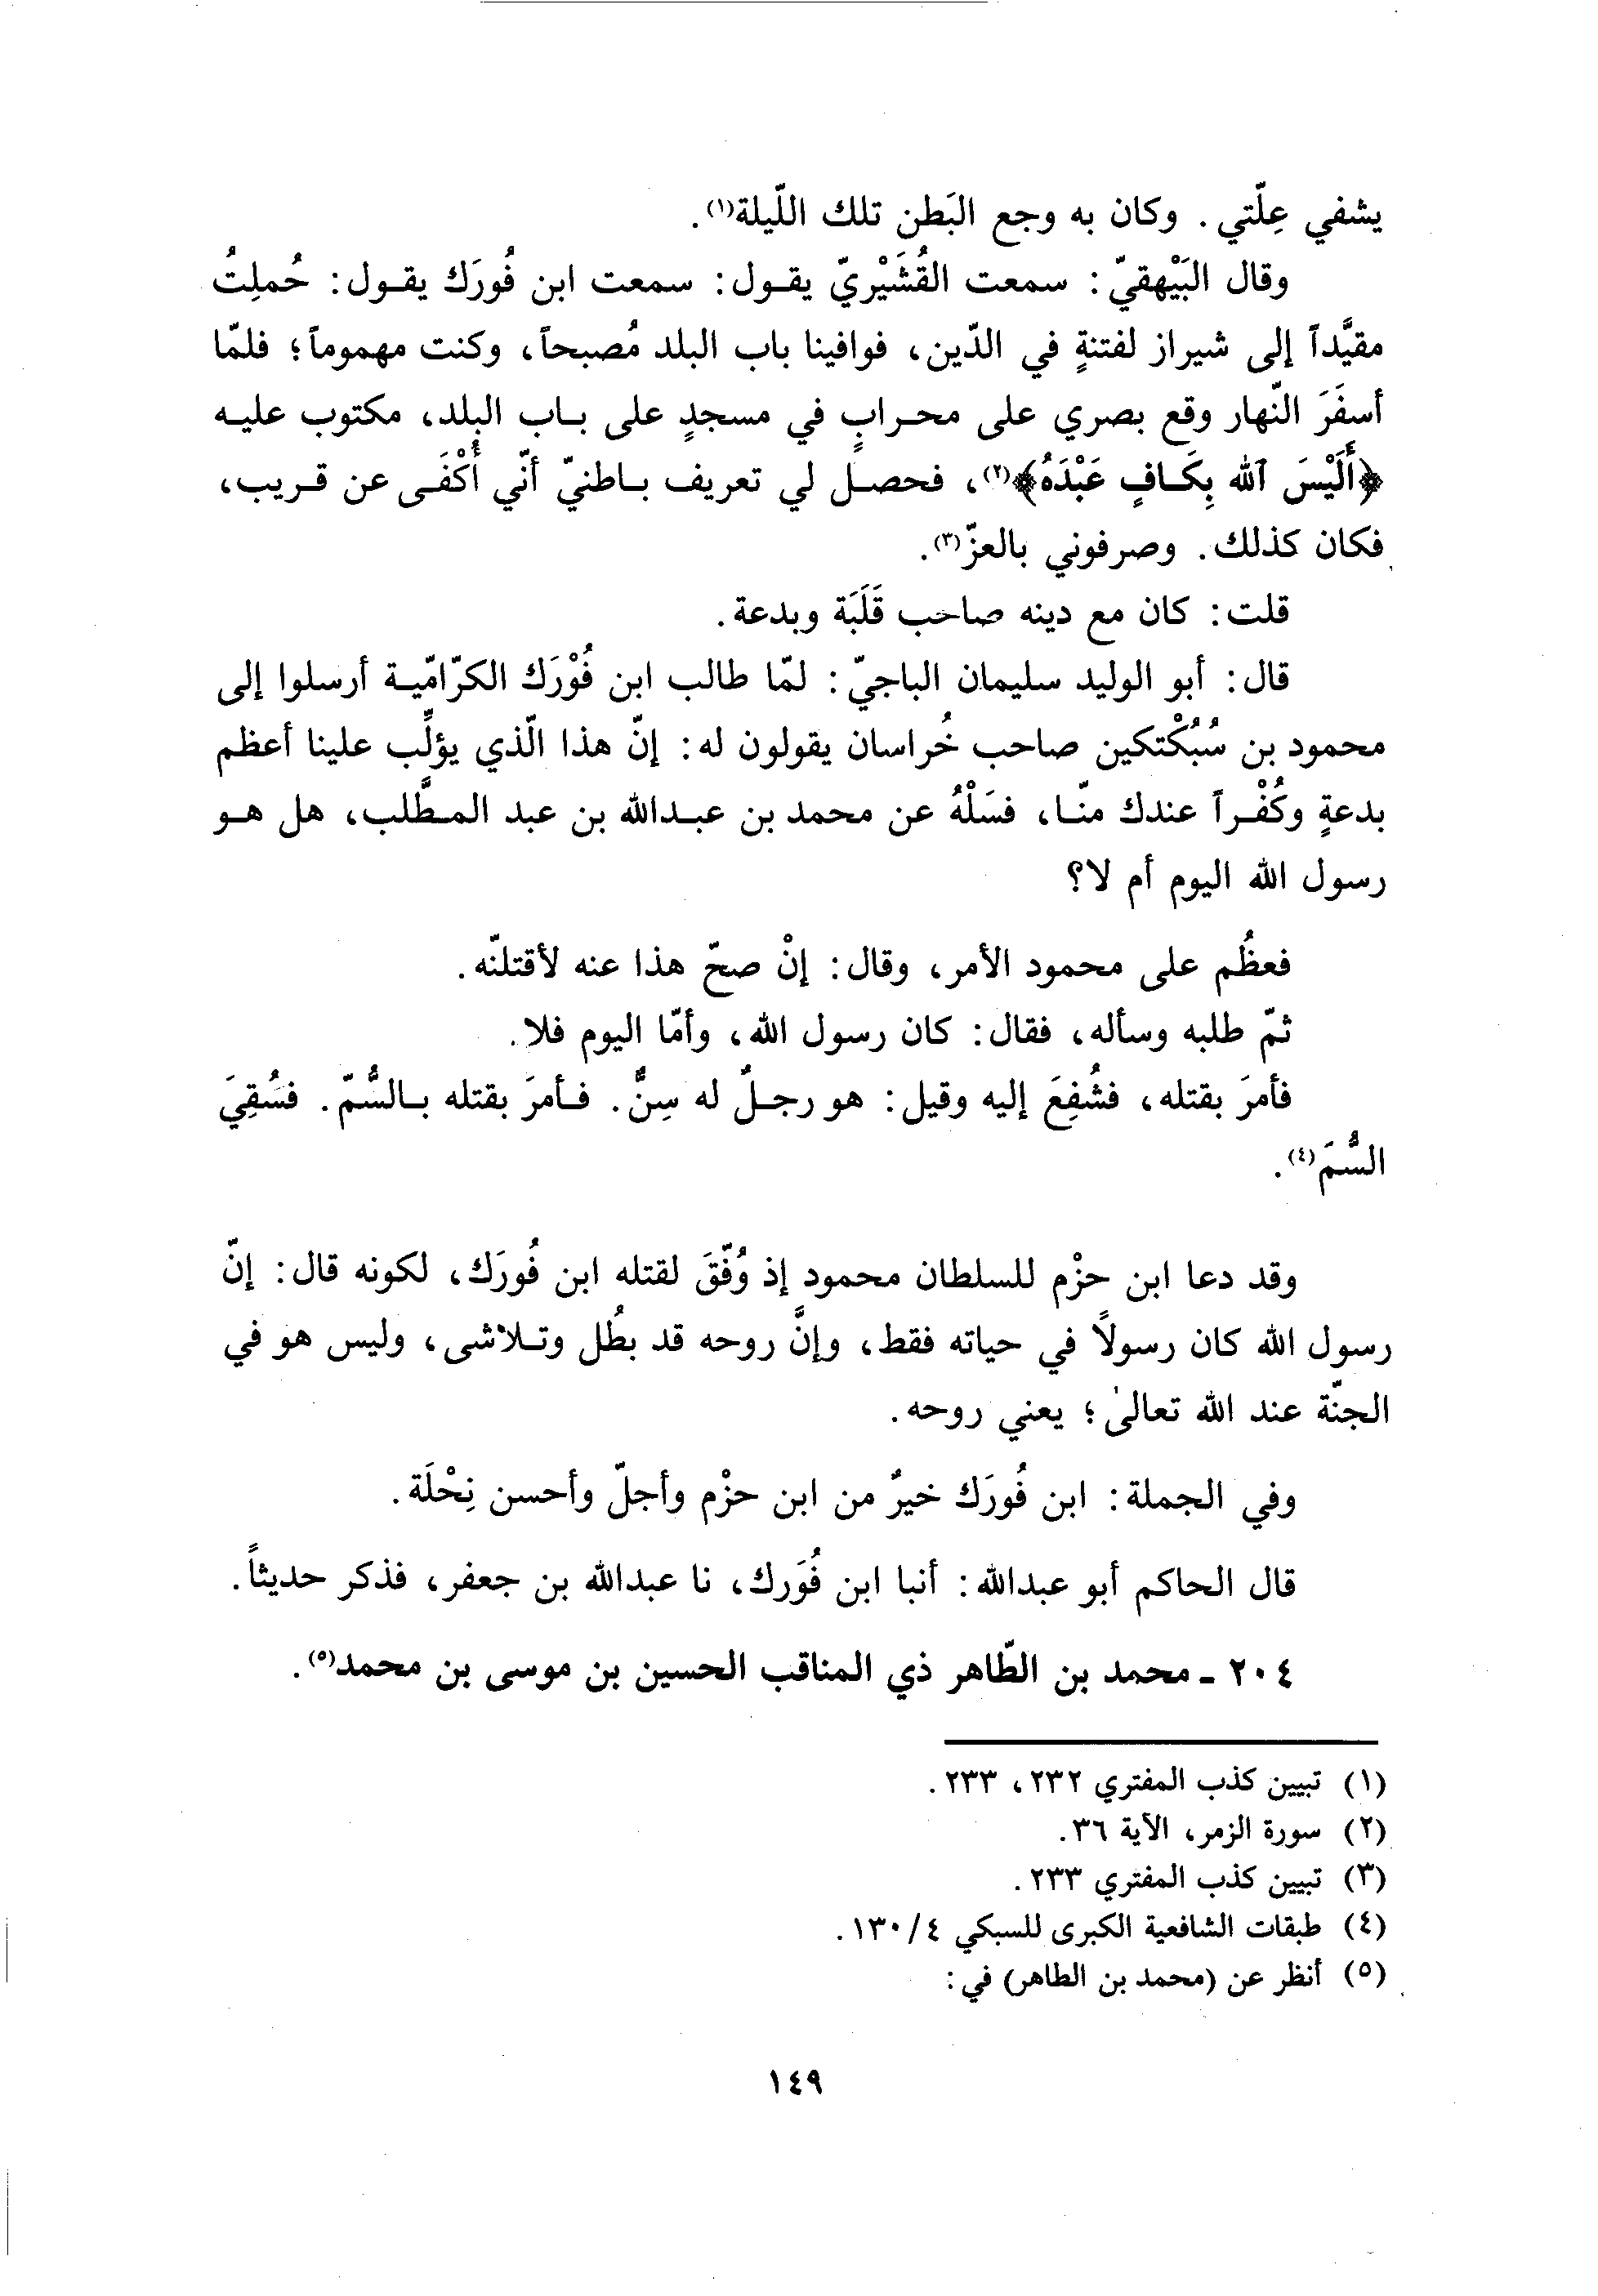 يشفي عِلّتي. وكان به وجع البَطن تلك اللّيلة(١).
وقال البَيْهقيّ: سمعت القُشَيْريّ يقول: سمعت ابن فُورَك يقول: حُملِتُ
مقيَّداً إلى شيراز لفتنةٍ في الدّين، فوافينا باب البلد مُصبحاً، وكنت مهموماً؛ فلمّا
أسفَرَ النّهار وقع بصري على محرابٍ في مسجدٍ على باب البلد، مكتوب عليه
﴿أَلَيْسَ ٱلله بِكَافٍ عَبْدَهُ﴾(٢)، فحصل لي تعريف باطنيّ أنّي أُكْفَى عن قريب،
فكان كذلك. وصرفوني بالعزّ(٣).
قلت: كان مع دينه صاحب قَلَبَة وبدعة.
قال: أبو الوليد سليمان الباجيّ: لمّا طالب ابن فُوْرَك الكرّاميّة أرسلوا إلى
محمود بن سُبُكْتكين صاحب خُراسان يقولون له: إنّ هذا الّذي يؤلِّب علينا أعظم
بدعةٍ وكُفْراً عندك منّا، فسَلْهُ عن محمد بن عبدالله بن عبد المطَّلب، هل هو
رسول الله اليوم أم لا؟
فعظُم على محمود الأمر، وقال: إنْ صحّ هذا عنه لأقتلنّه.
ثمّ طلبه وسأله، فقال: كان رسول الله، وأمّا اليوم فلا.
فأمرَ بقتله، فشُفِعَ إليه وقيل: هو رجلٌ له سِنٌّ. فأمرَ بقتله بالسُّمّ. فسُقِيَ
السُّمَ(٤).
وقد دعا ابن حزْم للسلطان محمود إذ وُفّقَ لقتله ابن فُورَك، لكونه قال: إنّ
رسول الله كان رسولاً في حياته فقط، وإنَّ روحه قد بطُل وتلاشى، وليس هو في
الجنّة عند الله تعالىٰ؛ يعني روحه.
وفي الجملة: ابن فُورَك خيرٌ من ابن حزْم وأجلّ وأحسن نِحْلَة.
قال الحاكم أبو عبدالله: أنبا ابن فُوَرك، نا عبدالله بن جعفر، فذكر حديثاً.
٢٠٤ ـ محمد بن الطّاهر ذي المناقب الحسين بن موسى بن محمد(٥).
(١) تبيين كذب المفتري ٢٣٢، ٢٣٣.
(٢) سورة الزمر، الآية ٣٦.
(٣) تبيين كذب المفتري ٢٣٣.
(٤) طبقات الشافعية الكبرى للسبكي ٤/١٣٠.
(٥) أنظر عن (محمد بن الطاهر) في:
١٤٩